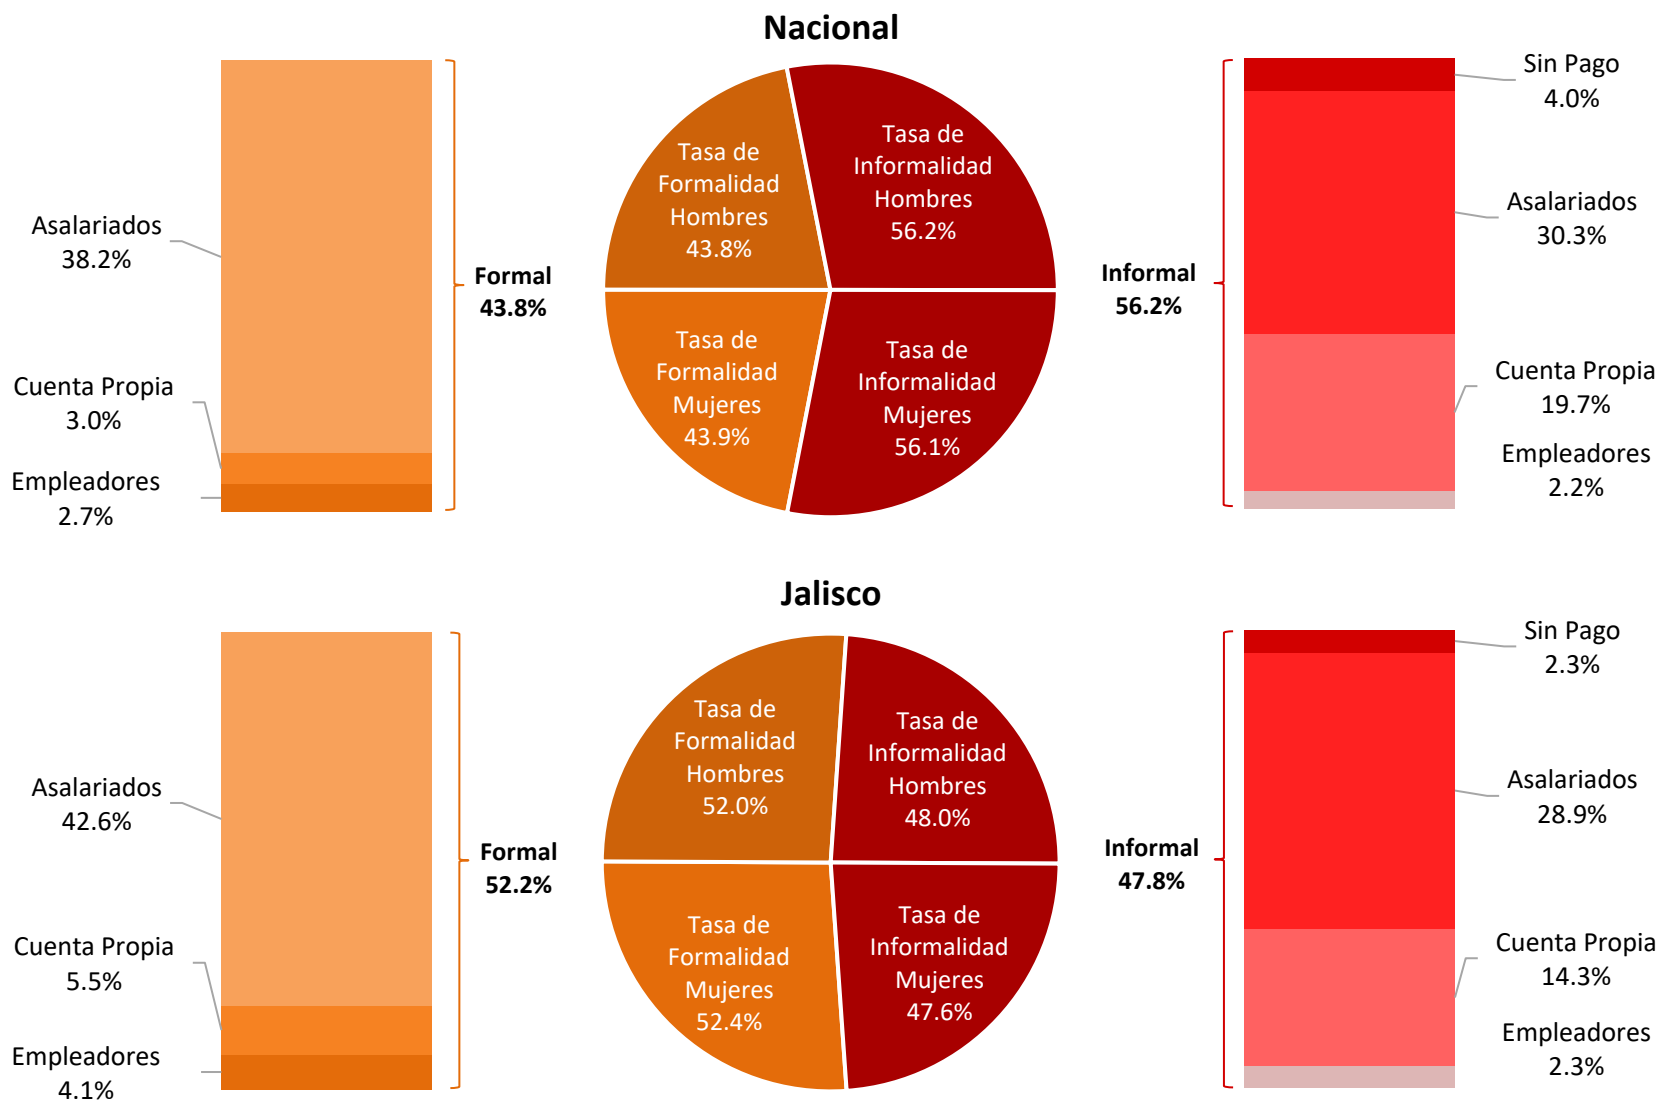 Nacional
Asalariados
38.2%
Cuenta Propia
3.0%
Empleadores
2.7%
Formal
43.8%
Tasa de
Formalidad
Hombres
43.8%
Tasa de
Informalidad
Hombres
56.2%
Tasa de
Formalidad
Mujeres
43.9%
Tasa de
Informalidad
Mujeres
56.1%
Informal
56.2%
Sin Pago
4.0%
Asalariados
30.3%
Cuenta Propia
19.7%
Empleadores
2.2%
Jalisco
Asalariados
42.6%
Cuenta Propia
5.5%
Empleadores
4.1%
Formal
52.2%
Tasa de
Formalidad
Hombres
52.0%
Tasa de
Informalidad
Hombres
48.0%
Tasa de
Formalidad
Mujeres
52.4%
Tasa de
Informalidad
Mujeres
47.6%
Informal
47.8%
Sin Pago
2.3%
Asalariados
28.9%
Cuenta Propia
14.3%
Empleadores
2.3%